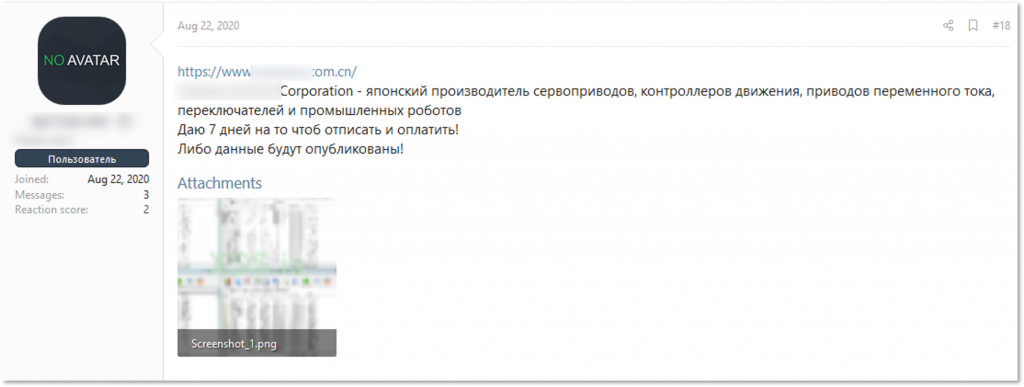 NO AVATAR
Пользователь
Joined: Aug 22, 2020
Messages: 3
Reaction score: 2
Aug 22, 2020
#18
https://www. com.cn/
Corporation - японский производитель сервоприводов, контроллеров движения, приводов переменного тока,
переключателей и промышленных роботов
Даю 7 дней на то чтоб отписать и оплатить!
Либо данные будут опубликованы!
Attachments
Screenshot_1.png